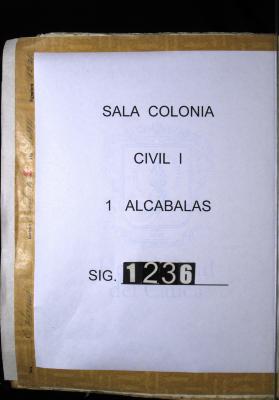 SALA COLONIA
CIVIL I
1 ALCABALAS
SIG. 1236